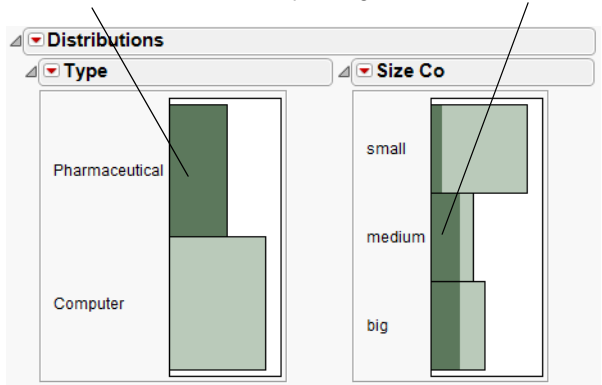 Distributions
Type
Size Co
Pharmaceutical
Computer
small
medium
big